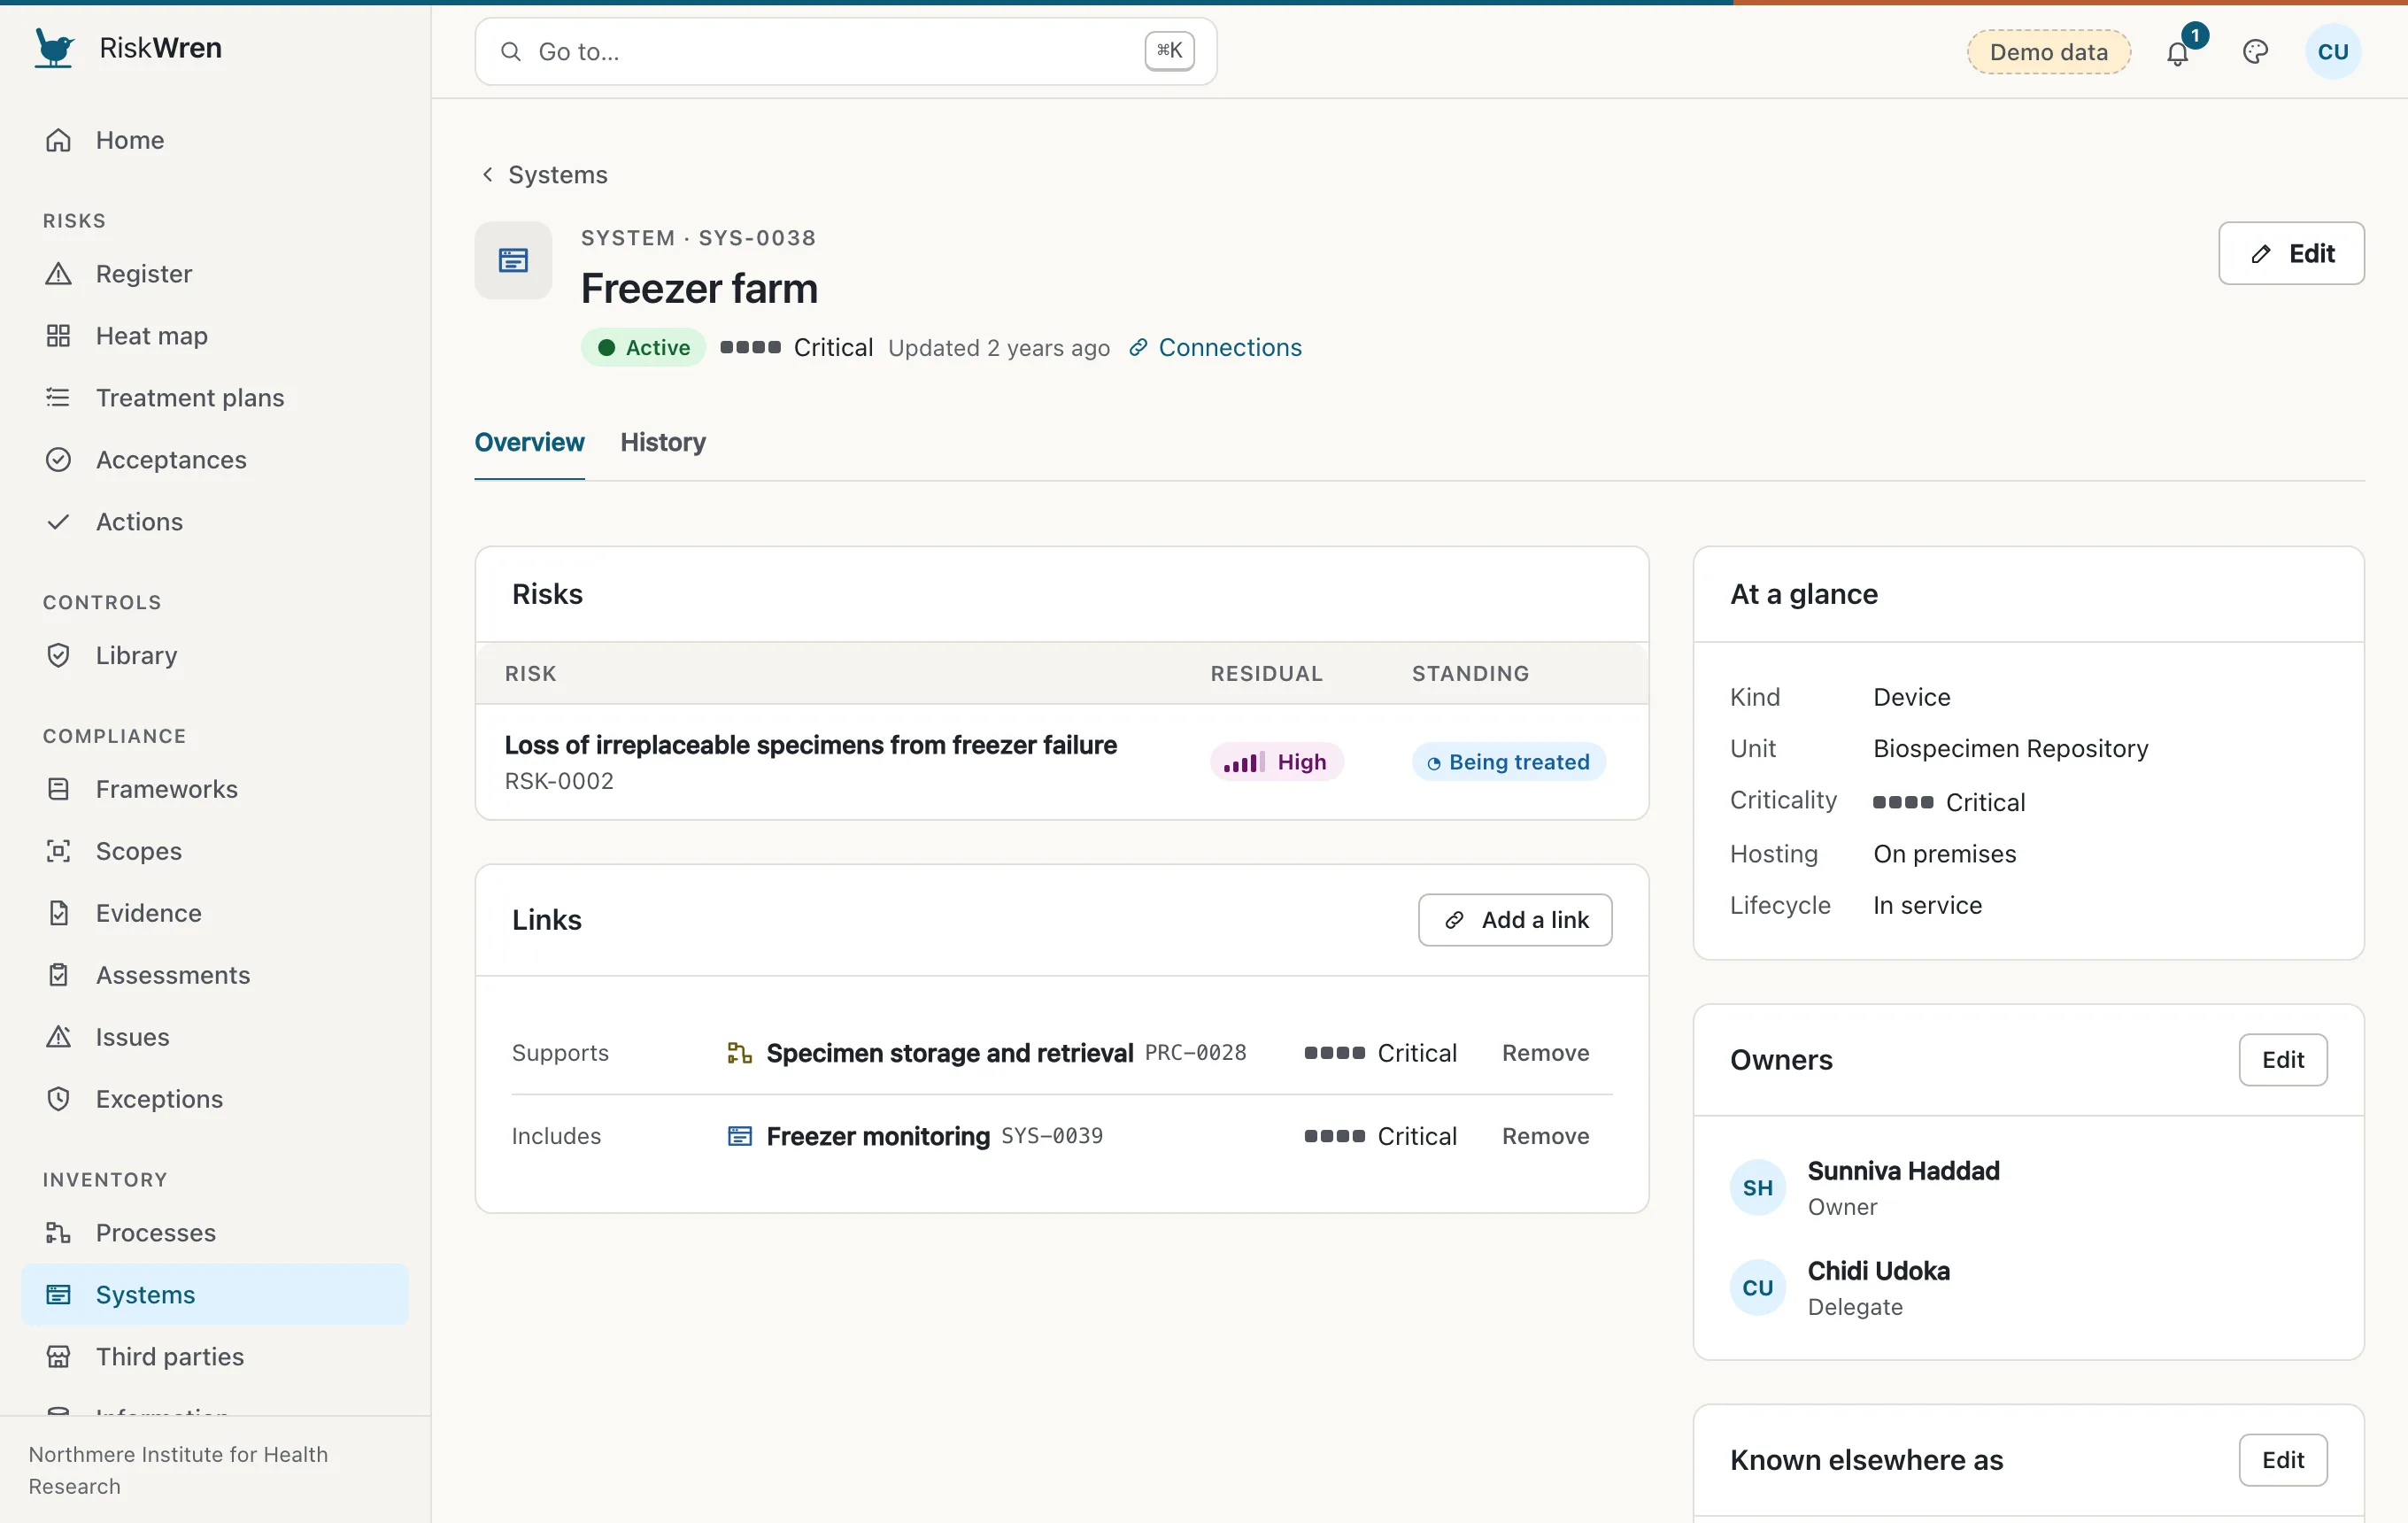 RiskWren
Go to...
⌘K
Demo data
1
CU
Home
RISKS
Register
Heat map
Treatment plans
Acceptances
Actions
CONTROLS
Library
COMPLIANCE
Frameworks
Scopes
Evidence
Assessments
Issues
Exceptions
INVENTORY
Processes
Systems
Third parties
Information
Northmere Institute for Health
Research
Systems
SYSTEM · SYS-0038
Freezer farm
Edit
Active Critical Updated 2 years ago Connections
Overview History
Risks
RISK RESIDUAL STANDING
Loss of irreplaceable specimens from freezer failure
RSK-0002
High
Being treated
Links
Add a link
Supports Specimen storage and retrieval PRC-0028 Critical Remove
Includes Freezer monitoring SYS-0039 Critical Remove
At a glance
Kind Device
Unit Biospecimen Repository
Criticality Critical
Hosting On premises
Lifecycle In service
Owners
Edit
SH
Sunniva Haddad
Owner
CU
Chidi Udoka
Delegate
Known elsewhere as
Edit